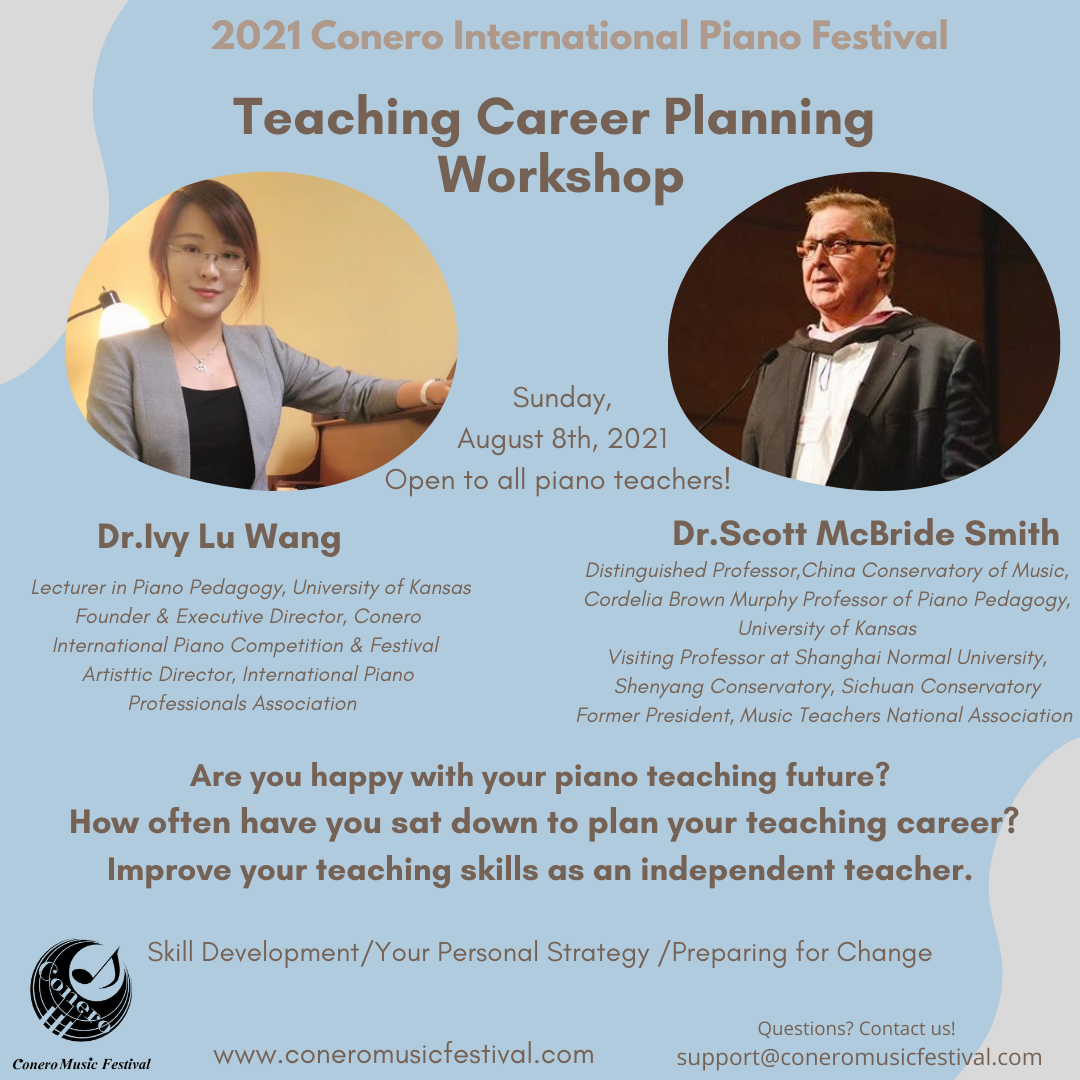 2021 Conero International Piano Festival
Teaching Career Planning
Workshop
Sunday,
August 8th, 2021
Open to all piano teachers!
Dr.Ivy Lu Wang
Lecturer in Piano Pedagogy, University of Kansas
Founder & Executive Director, Conero
International Piano Competition & Festival
Artisttic Director, International Piano
Professionals Association
Dr.Scott McBride Smith
Distinguished Professor,China Conservatory of Music,
Cordelia Brown Murphy Professor of Piano Pedagogy,
University of Kansas
Visiting Professor at Shanghai Normal University,
Shenyang Conservatory, Sichuan Conservatory
Former President, Music Teachers National Association
Are you happy with your piano teaching future?
How often have you sat down to plan your teaching career?
Improve your teaching skills as an independent teacher.
Skill Development/Your Personal Strategy /Preparing for Change
Conero
Conero Music Festival
www.coneromusicfestival.com
Questions? Contact us!
support@coneromusicfestival.com